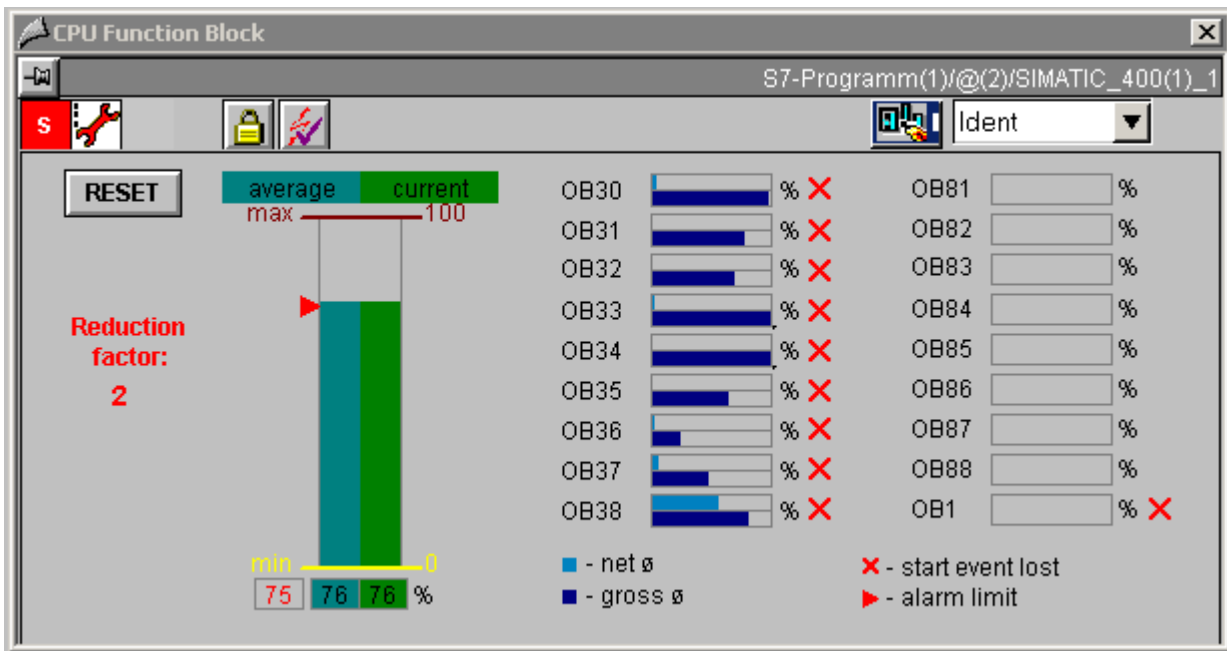 CPU Function Block
S7-Programm(1)/@(2)/SIMATIC_400(1)_1
S
Ident
RESET
average current
max 100
Reduction
factor:
2
min 0
75 76 76 %
OB30 %
OB31 %
OB32 %
OB33 %
OB34 %
OB35 %
OB36 %
OB37 %
OB38 %
OB81 %
OB82 %
OB83 %
OB84 %
OB85 %
OB86 %
OB87 %
OB88 %
OB1 %
- net ø
- gross ø
- start event lost
- alarm limit